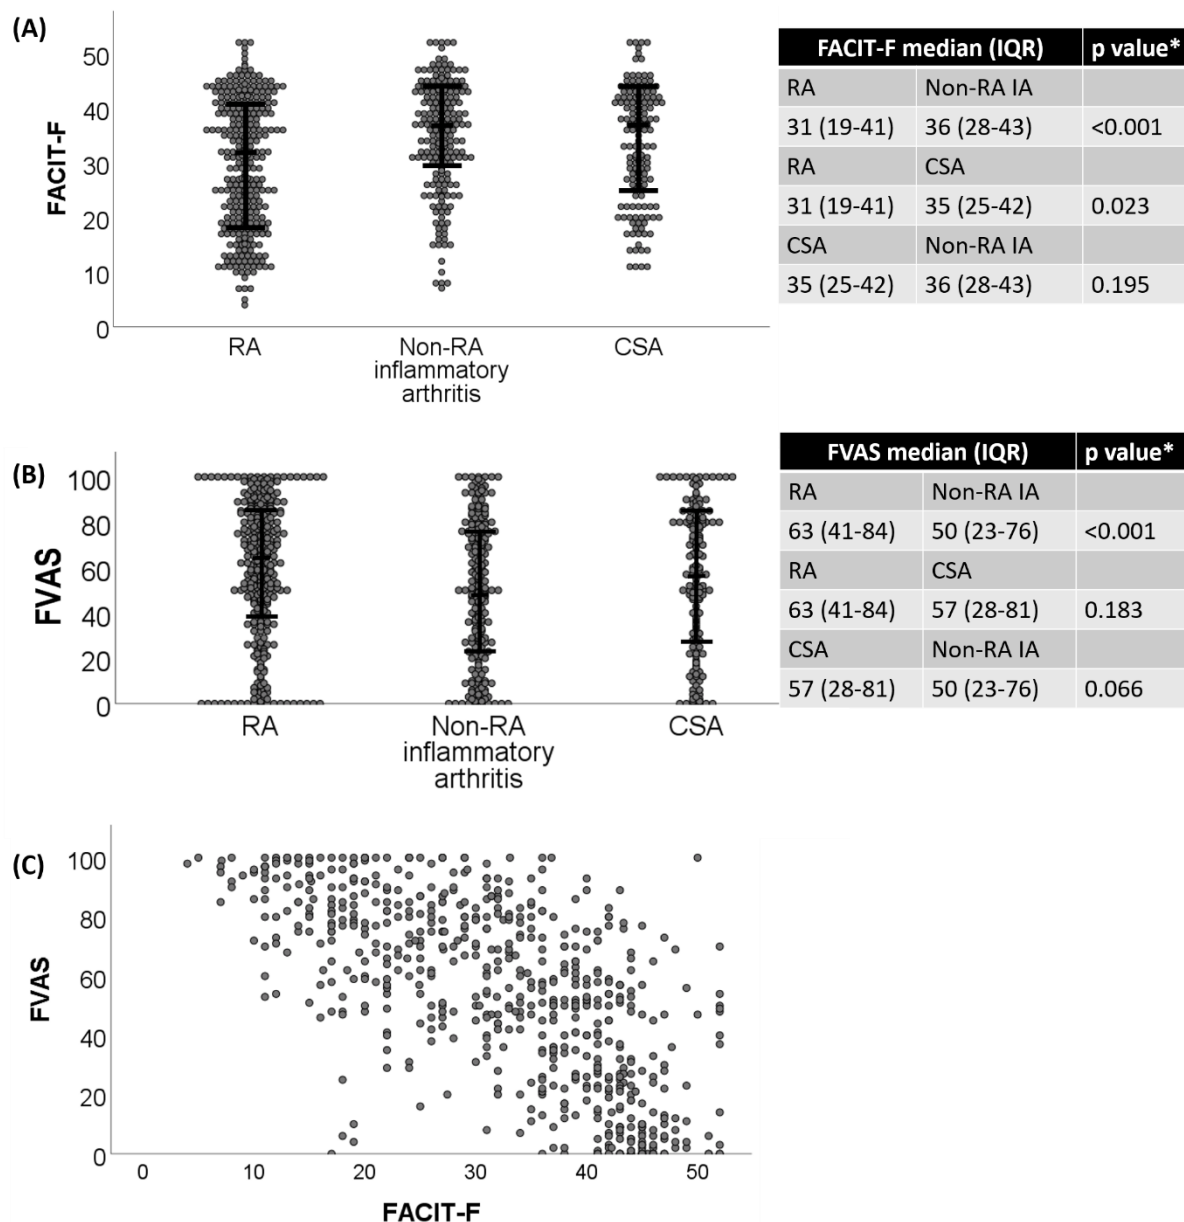 (A)
FACIT-F
50
40
30
20
10
0
RA
Non-RA
inflammatory
arthritis
CSA
FACIT-F median (IQR) p value*
RA Non-RA IA
31 (19-41) 36 (28-43) <0.001
RA CSA
31 (19-41) 35 (25-42) 0.023
CSA Non-RA IA
35 (25-42) 36 (28-43) 0.195
(B)
FVAS
100
80
60
40
20
0
RA
Non-RA
inflammatory
arthritis
CSA
FVAS median (IQR) p value*
RA Non-RA IA
63 (41-84) 50 (23-76) <0.001
RA CSA
63 (41-84) 57 (28-81) 0.183
CSA Non-RA IA
57 (28-81) 50 (23-76) 0.066
(C)
FVAS
100
80
60
40
20
0
0 10 20 30 40 50
FACIT-F